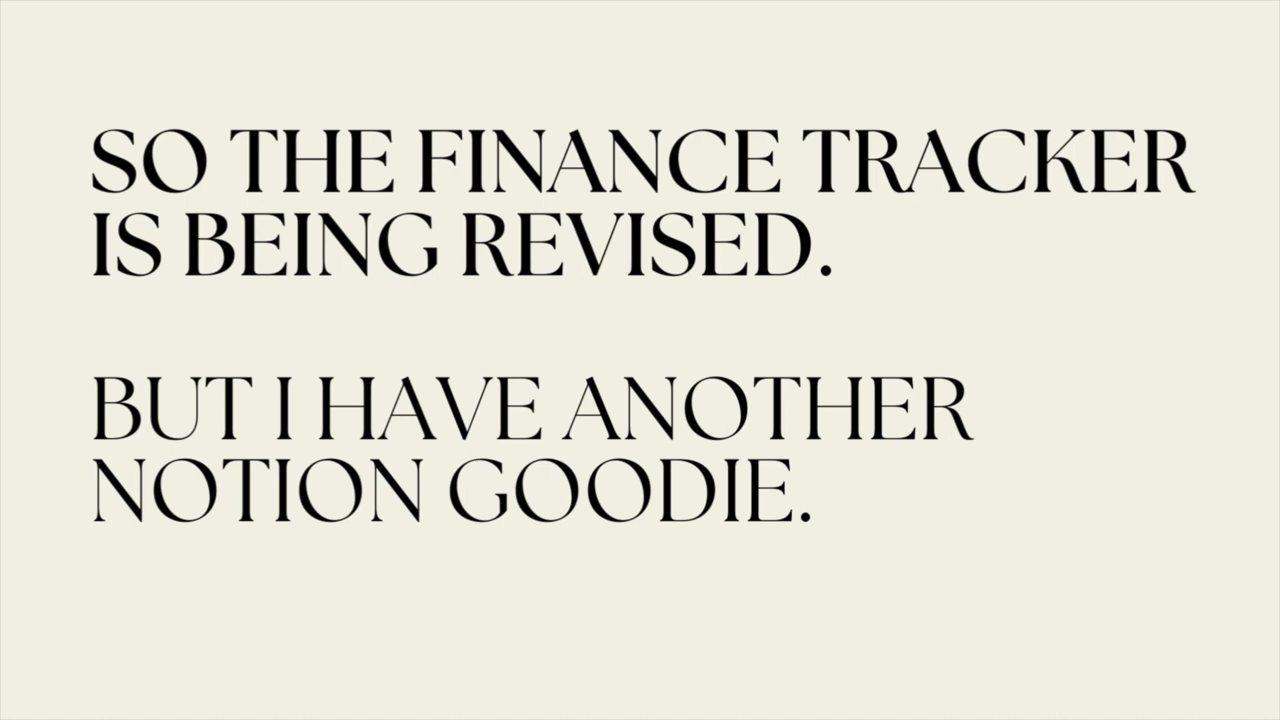 SO THE FINANCE TRACKER
IS BEING REVISED.
BUT I HAVE ANOTHER
NOTION GOODIE.